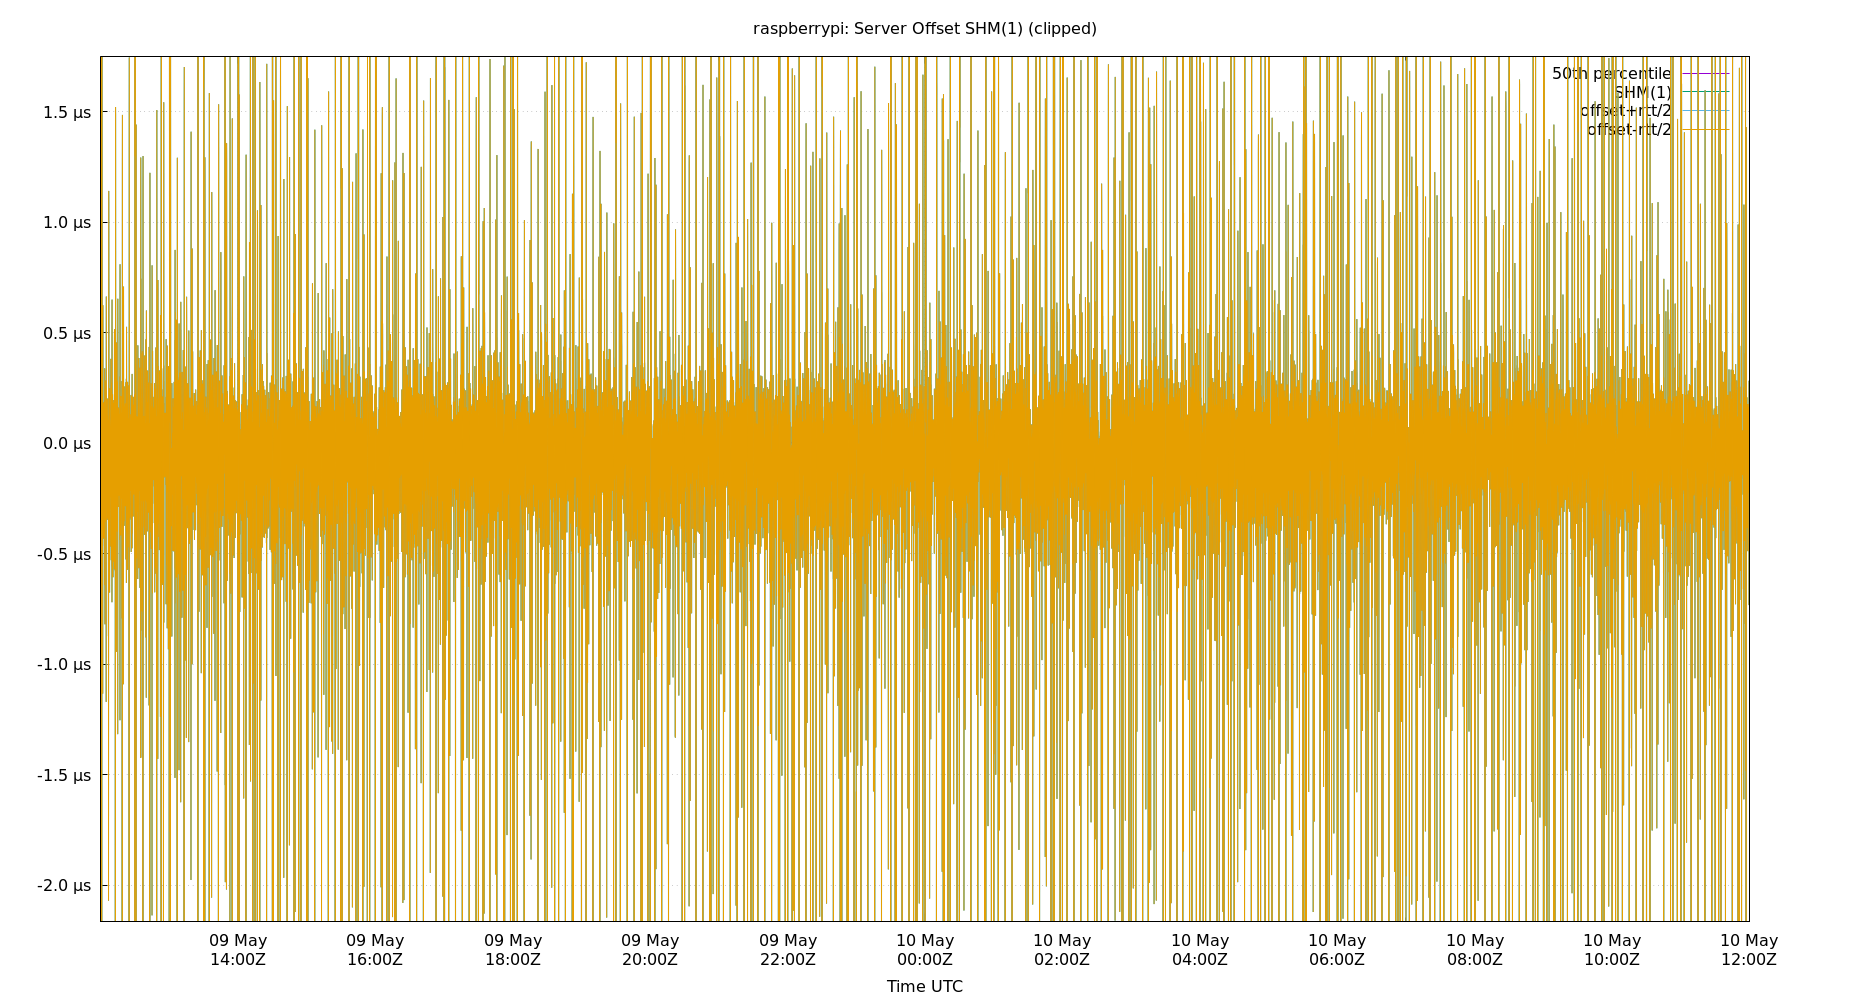 raspberrypi: Server Offset SHM(1) (clipped)
50th percentile
SHM(1)
offset+rtt/2
offset-rtt/2
1.5 µs
1.0 µs
0.5 µs
0.0 µs
-0.5 µs
-1.0 µs
-1.5 µs
-2.0 µs
09 May 09 May 09 May 09 May 09 May 10 May 10 May 10 May 10 May 10 May 10 May 10 May
14:00Z 16:00Z 18:00Z 20:00Z 22:00Z 00:00Z 02:00Z 04:00Z 06:00Z 08:00Z 10:00Z 12:00Z
Time UTC